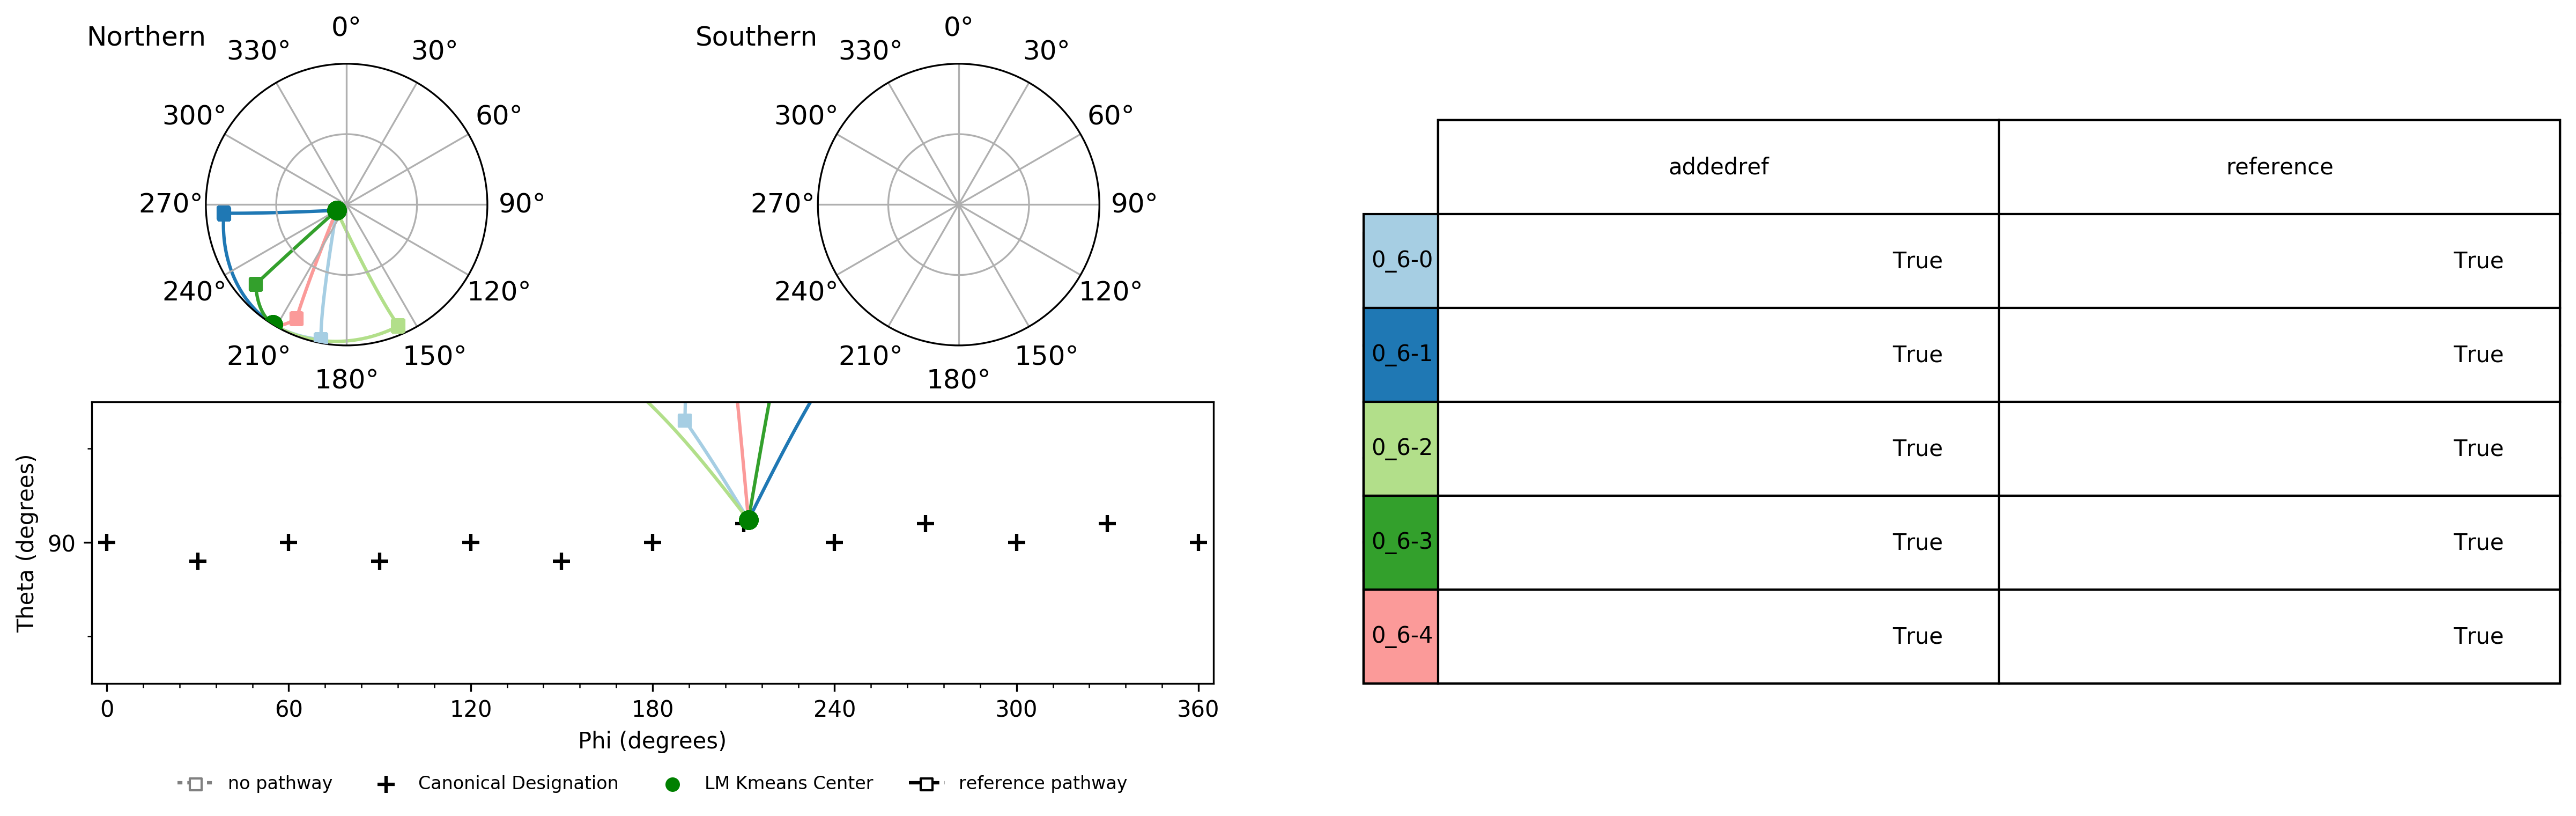 Northern
0°
30°
60°
90°
120°
150°
180°
210°
240°
270°
300°
330°
Southern
0°
30°
60°
90°
120°
150°
180°
210°
240°
270°
300°
330°
Theta (degrees)
90
0 60 120 180 240 300 360
Phi (degrees)
no pathway Canonical Designation LM Kmeans Center reference pathway
addedref reference
0_6-0 True True
0_6-1 True True
0_6-2 True True
0_6-3 True True
0_6-4 True True